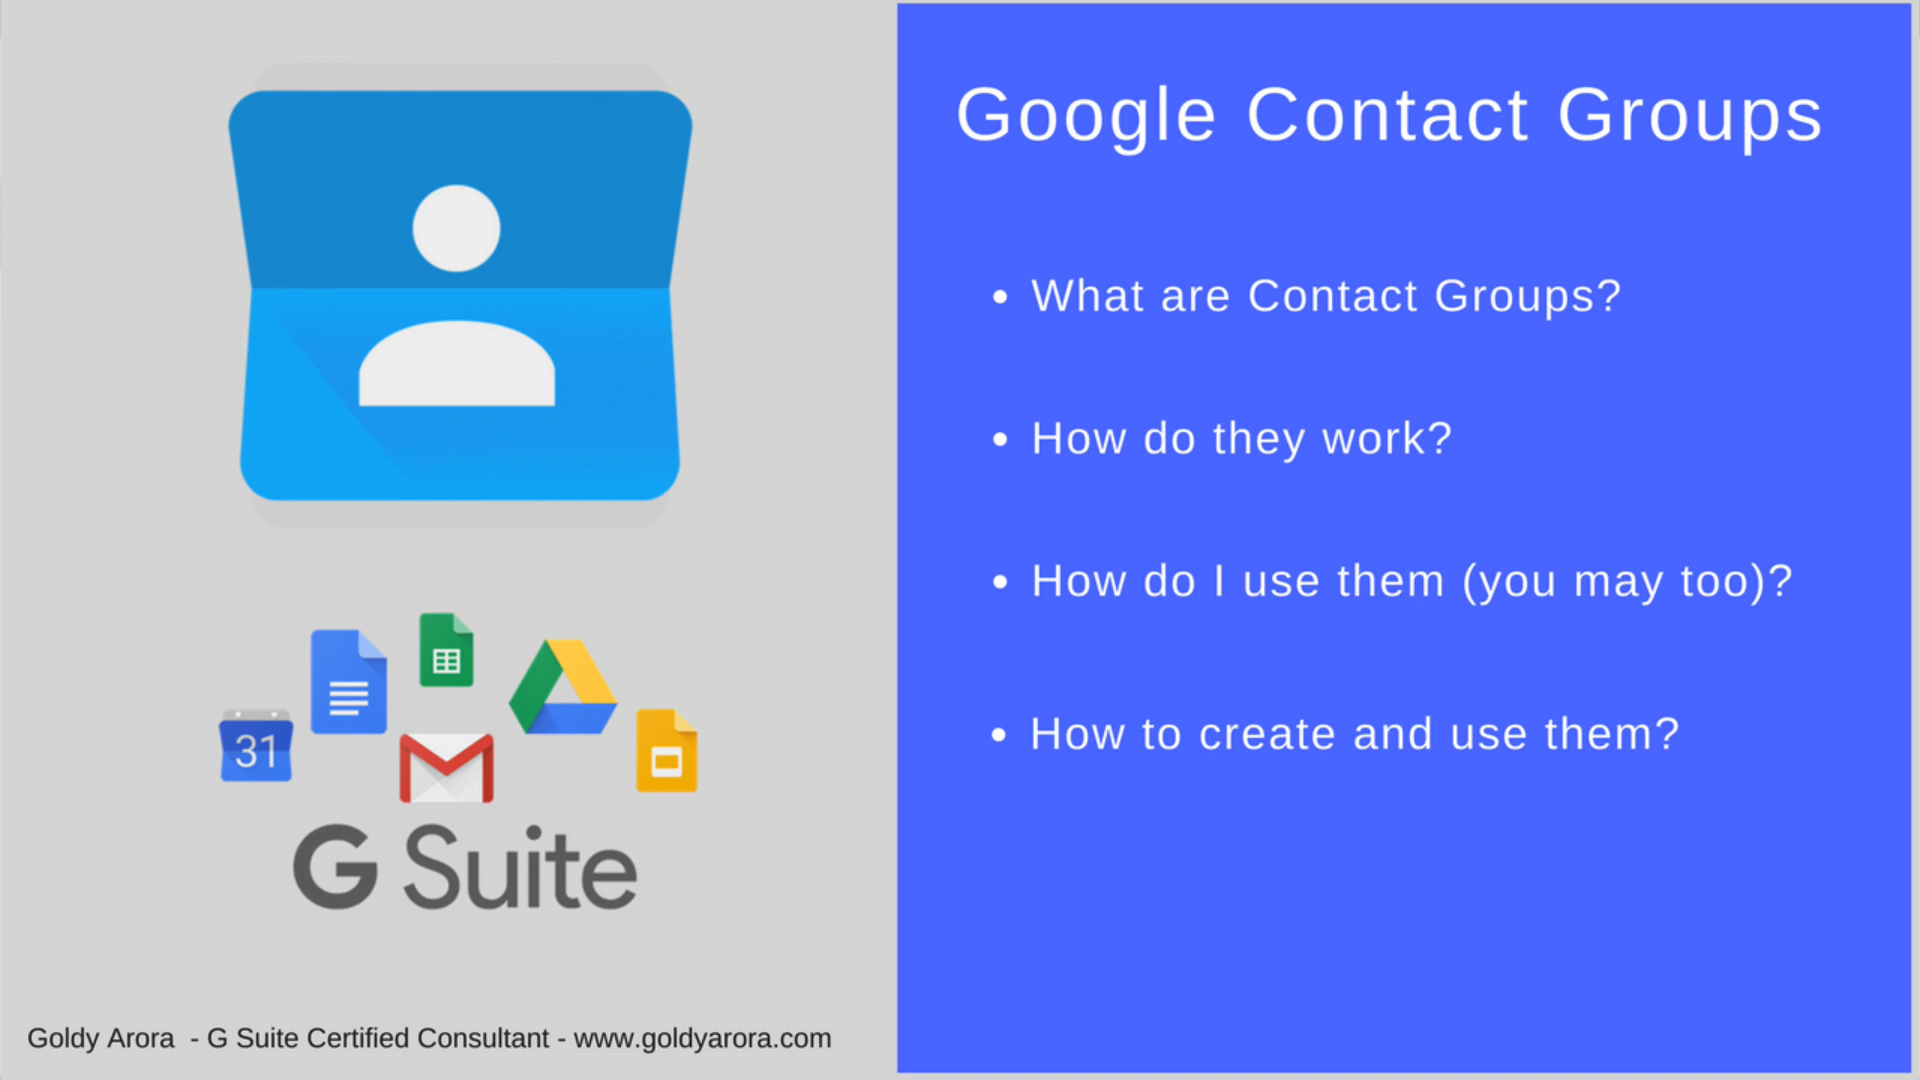 Google Contact Groups
• What are Contact Groups?
• How do they work?
• How do I use them (you may too)?
• How to create and use them?
31
G Suite
Goldy Arora - G Suite Certified Consultant - www.goldyarora.com